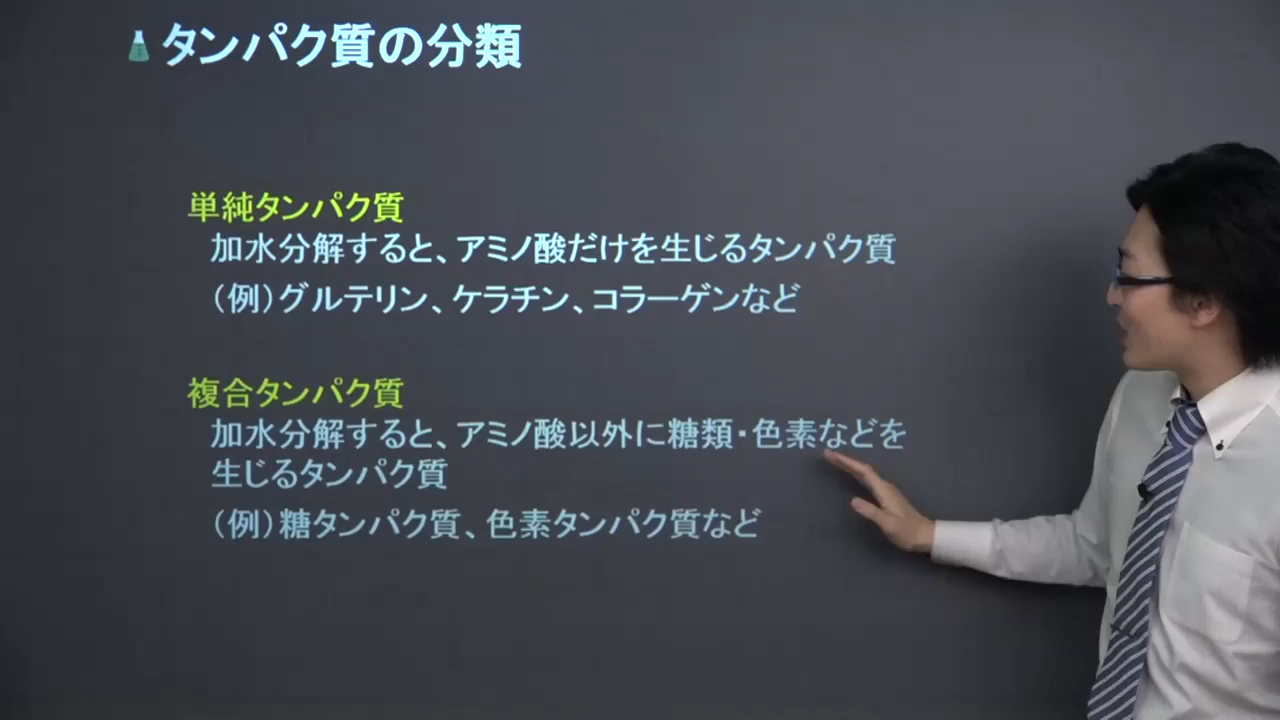 タンパク質の分類
単純タンパク質
加水分解すると、アミノ酸だけを生じるタンパク質
（例）グルテリン、ケラチン、コラーゲンなど
複合タンパク質
加水分解すると、アミノ酸以外に糖類・色素などを
生じるタンパク質
（例）糖タンパク質、色素タンパク質など